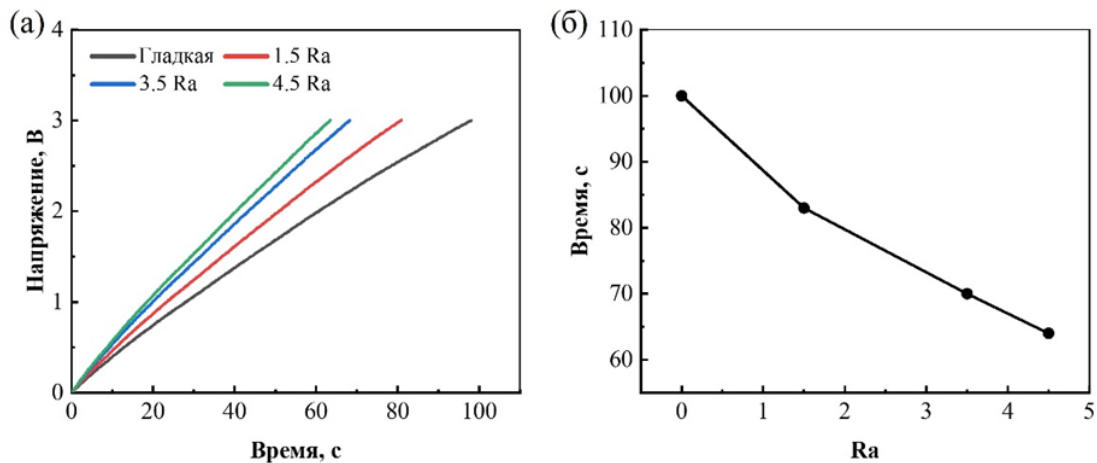 (а)
4
3
2
1
0
Напряжение, В
Гладкая 1.5 Ra
3.5 Ra 4.5 Ra
0 20 40 60 80 100
Время, с
(б)
110
100
90
80
70
60
Время, с
0 1 2 3 4 5
Ra